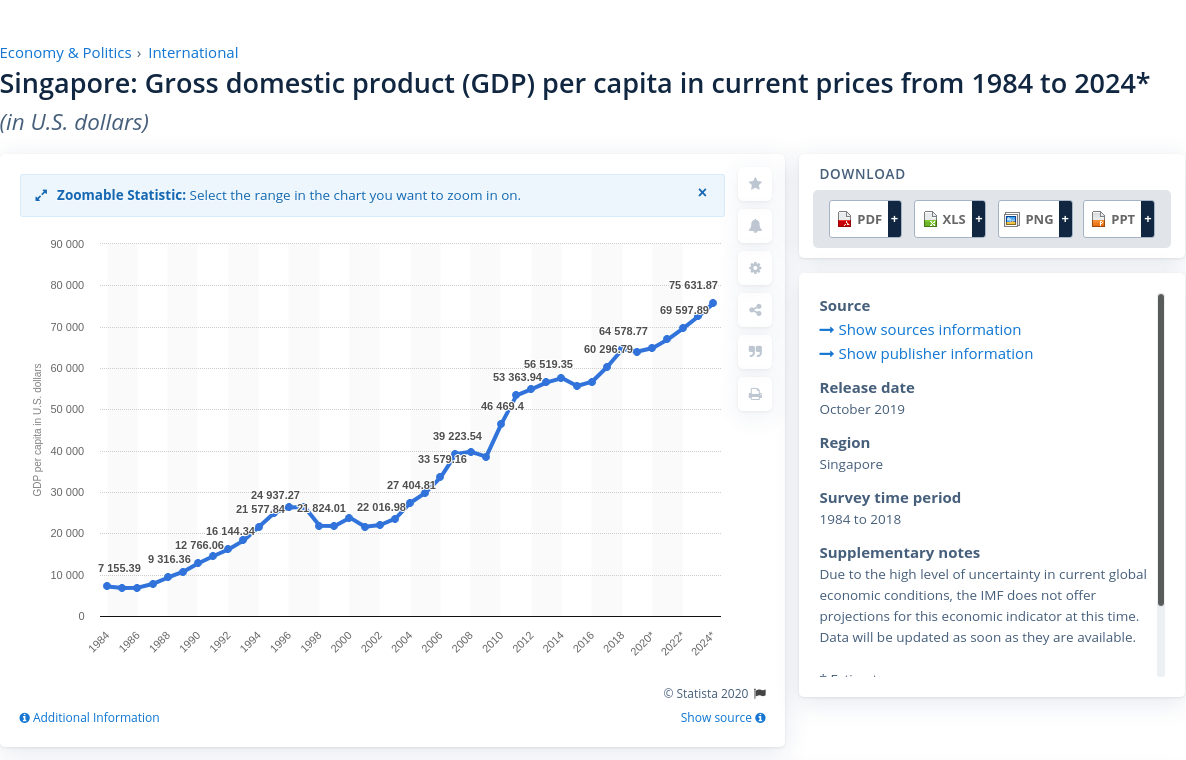 Economy & Politics › International
Singapore: Gross domestic product (GDP) per capita in current prices from 1984 to 2024*
(in U.S. dollars)
Zoomable Statistic: Select the range in the chart you want to zoom in on. ×
90 000
80 000
70 000
60 000
50 000
40 000
30 000
20 000
10 000
0
GDP per capita in U.S. dollars
7 155.39
9 316.36
12 766.06
16 144.34
21 577.84
24 937.27
21 824.01
22 016.98
27 404.81
33 579.16
39 223.54
46 469.4
53 363.94
56 519.35
60 296.79
64 578.77
69 597.89
75 631.87
1984
1986
1988
1990
1992
1994
1996
1998
2000
2002
2004
2006
2008
2010
2012
2014
2016
2018
2020*
2022*
2024*
© Statista 2020
Additional Information
Show source
DOWNLOAD
PDF +
XLS +
PNG +
PPT +
Source
Show sources information
Show publisher information
Release date
October 2019
Region
Singapore
Survey time period
1984 to 2018
Supplementary notes
Due to the high level of uncertainty in current global
economic conditions, the IMF does not offer
projections for this economic indicator at this time.
Data will be updated as soon as they are available.